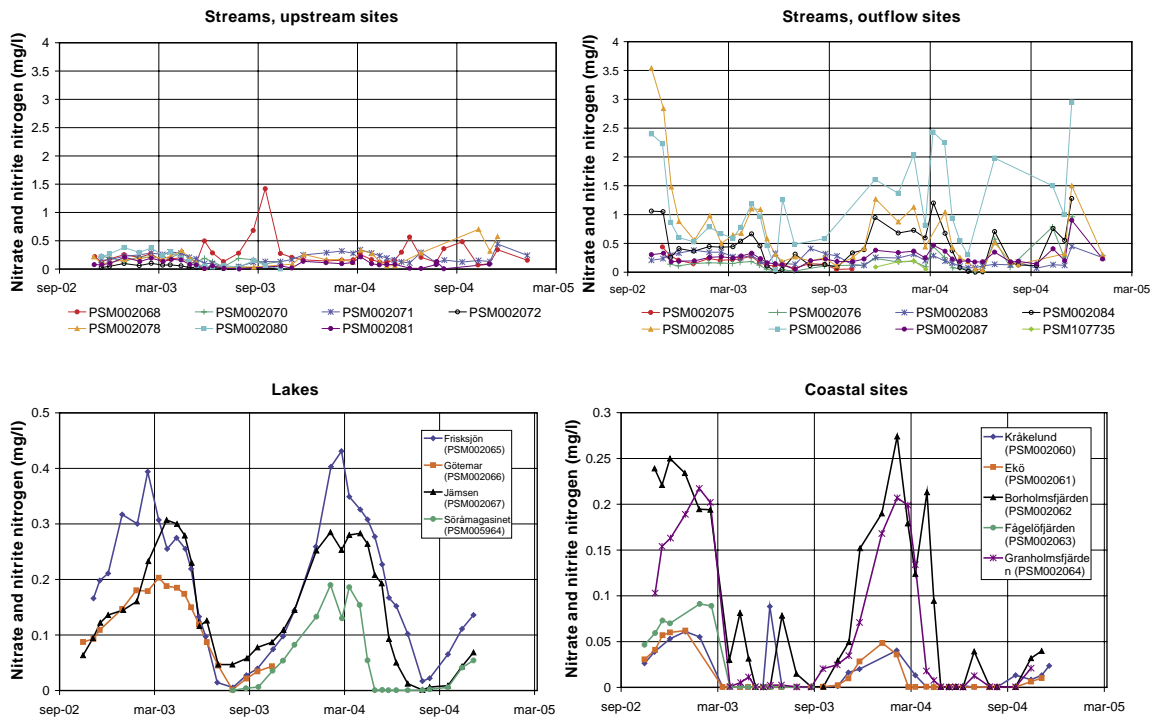 Streams, upstream sites
Nitrate and nitrite nitrogen (mg/l)
4
3.5
3
2.5
2
1.5
1
0.5
0
sep-02 mar-03 sep-03 mar-04 sep-04 mar-05
PSM002068 PSM002070 PSM002071 PSM002072
PSM002078 PSM002080 PSM002081
Streams, outflow sites
Nitrate and nitrite nitrogen (mg/l)
4
3.5
3
2.5
2
1.5
1
0.5
0
sep-02 mar-03 sep-03 mar-04 sep-04 mar-05
PSM002075 PSM002076 PSM002083 PSM002084
PSM002085 PSM002086 PSM002087 PSM107735
Lakes
Nitrate and nitrite nitrogen (mg/l)
0.5
0.4
0.3
0.2
0.1
0
sep-02 mar-03 sep-03 mar-04 sep-04 mar-05
Frisksjön
(PSM002065)
Götemar
(PSM002066)
Jämsen
(PSM002067)
Söråmagasinet
(PSM005964)
Coastal sites
Nitrate and nitrite nitrogen (mg/l)
0.3
0.25
0.2
0.15
0.1
0.05
0
sep-02 mar-03 sep-03 mar-04 sep-04 mar-05
Kråkelund
(PSM002060)
Ekö
(PSM002061)
Borholmsfjärden
(PSM002062
Fågelöfjärden
(PSM002063)
Granholmsfjärde
n (PSM002064)